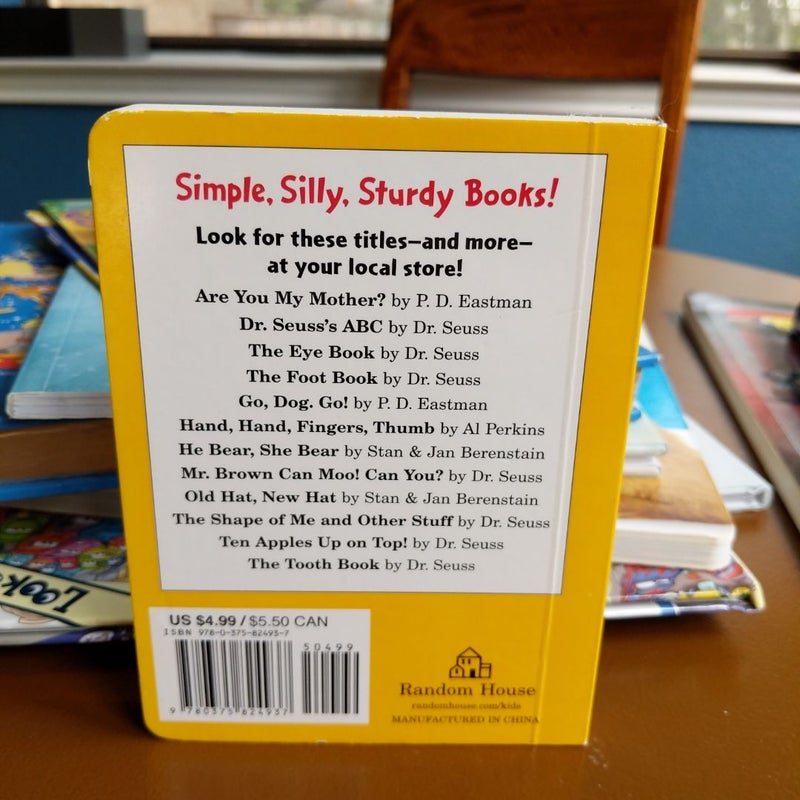 Simple, Silly, Sturdy Books!
Look for these titles—and more—
at your local store!
Are You My Mother? by P. D. Eastman
Dr. Seuss's ABC by Dr. Seuss
The Eye Book by Dr. Seuss
The Foot Book by Dr. Seuss
Go, Dog. Go! by P. D. Eastman
Hand, Hand, Fingers, Thumb by Al Perkins
He Bear, She Bear by Stan & Jan Berenstain
Mr. Brown Can Moo! Can You? by Dr. Seuss
Old Hat, New Hat by Stan & Jan Berenstain
The Shape of Me and Other Stuff by Dr. Seuss
Ten Apples Up on Top! by Dr. Seuss
The Tooth Book by Dr. Seuss
US $4.99 / $5.50 CAN
ISBN 978-0-375-82493-7
50499
9 780375 824937
Random House
randomhouse.com/kids
MANUFACTURED IN CHINA
LOOK